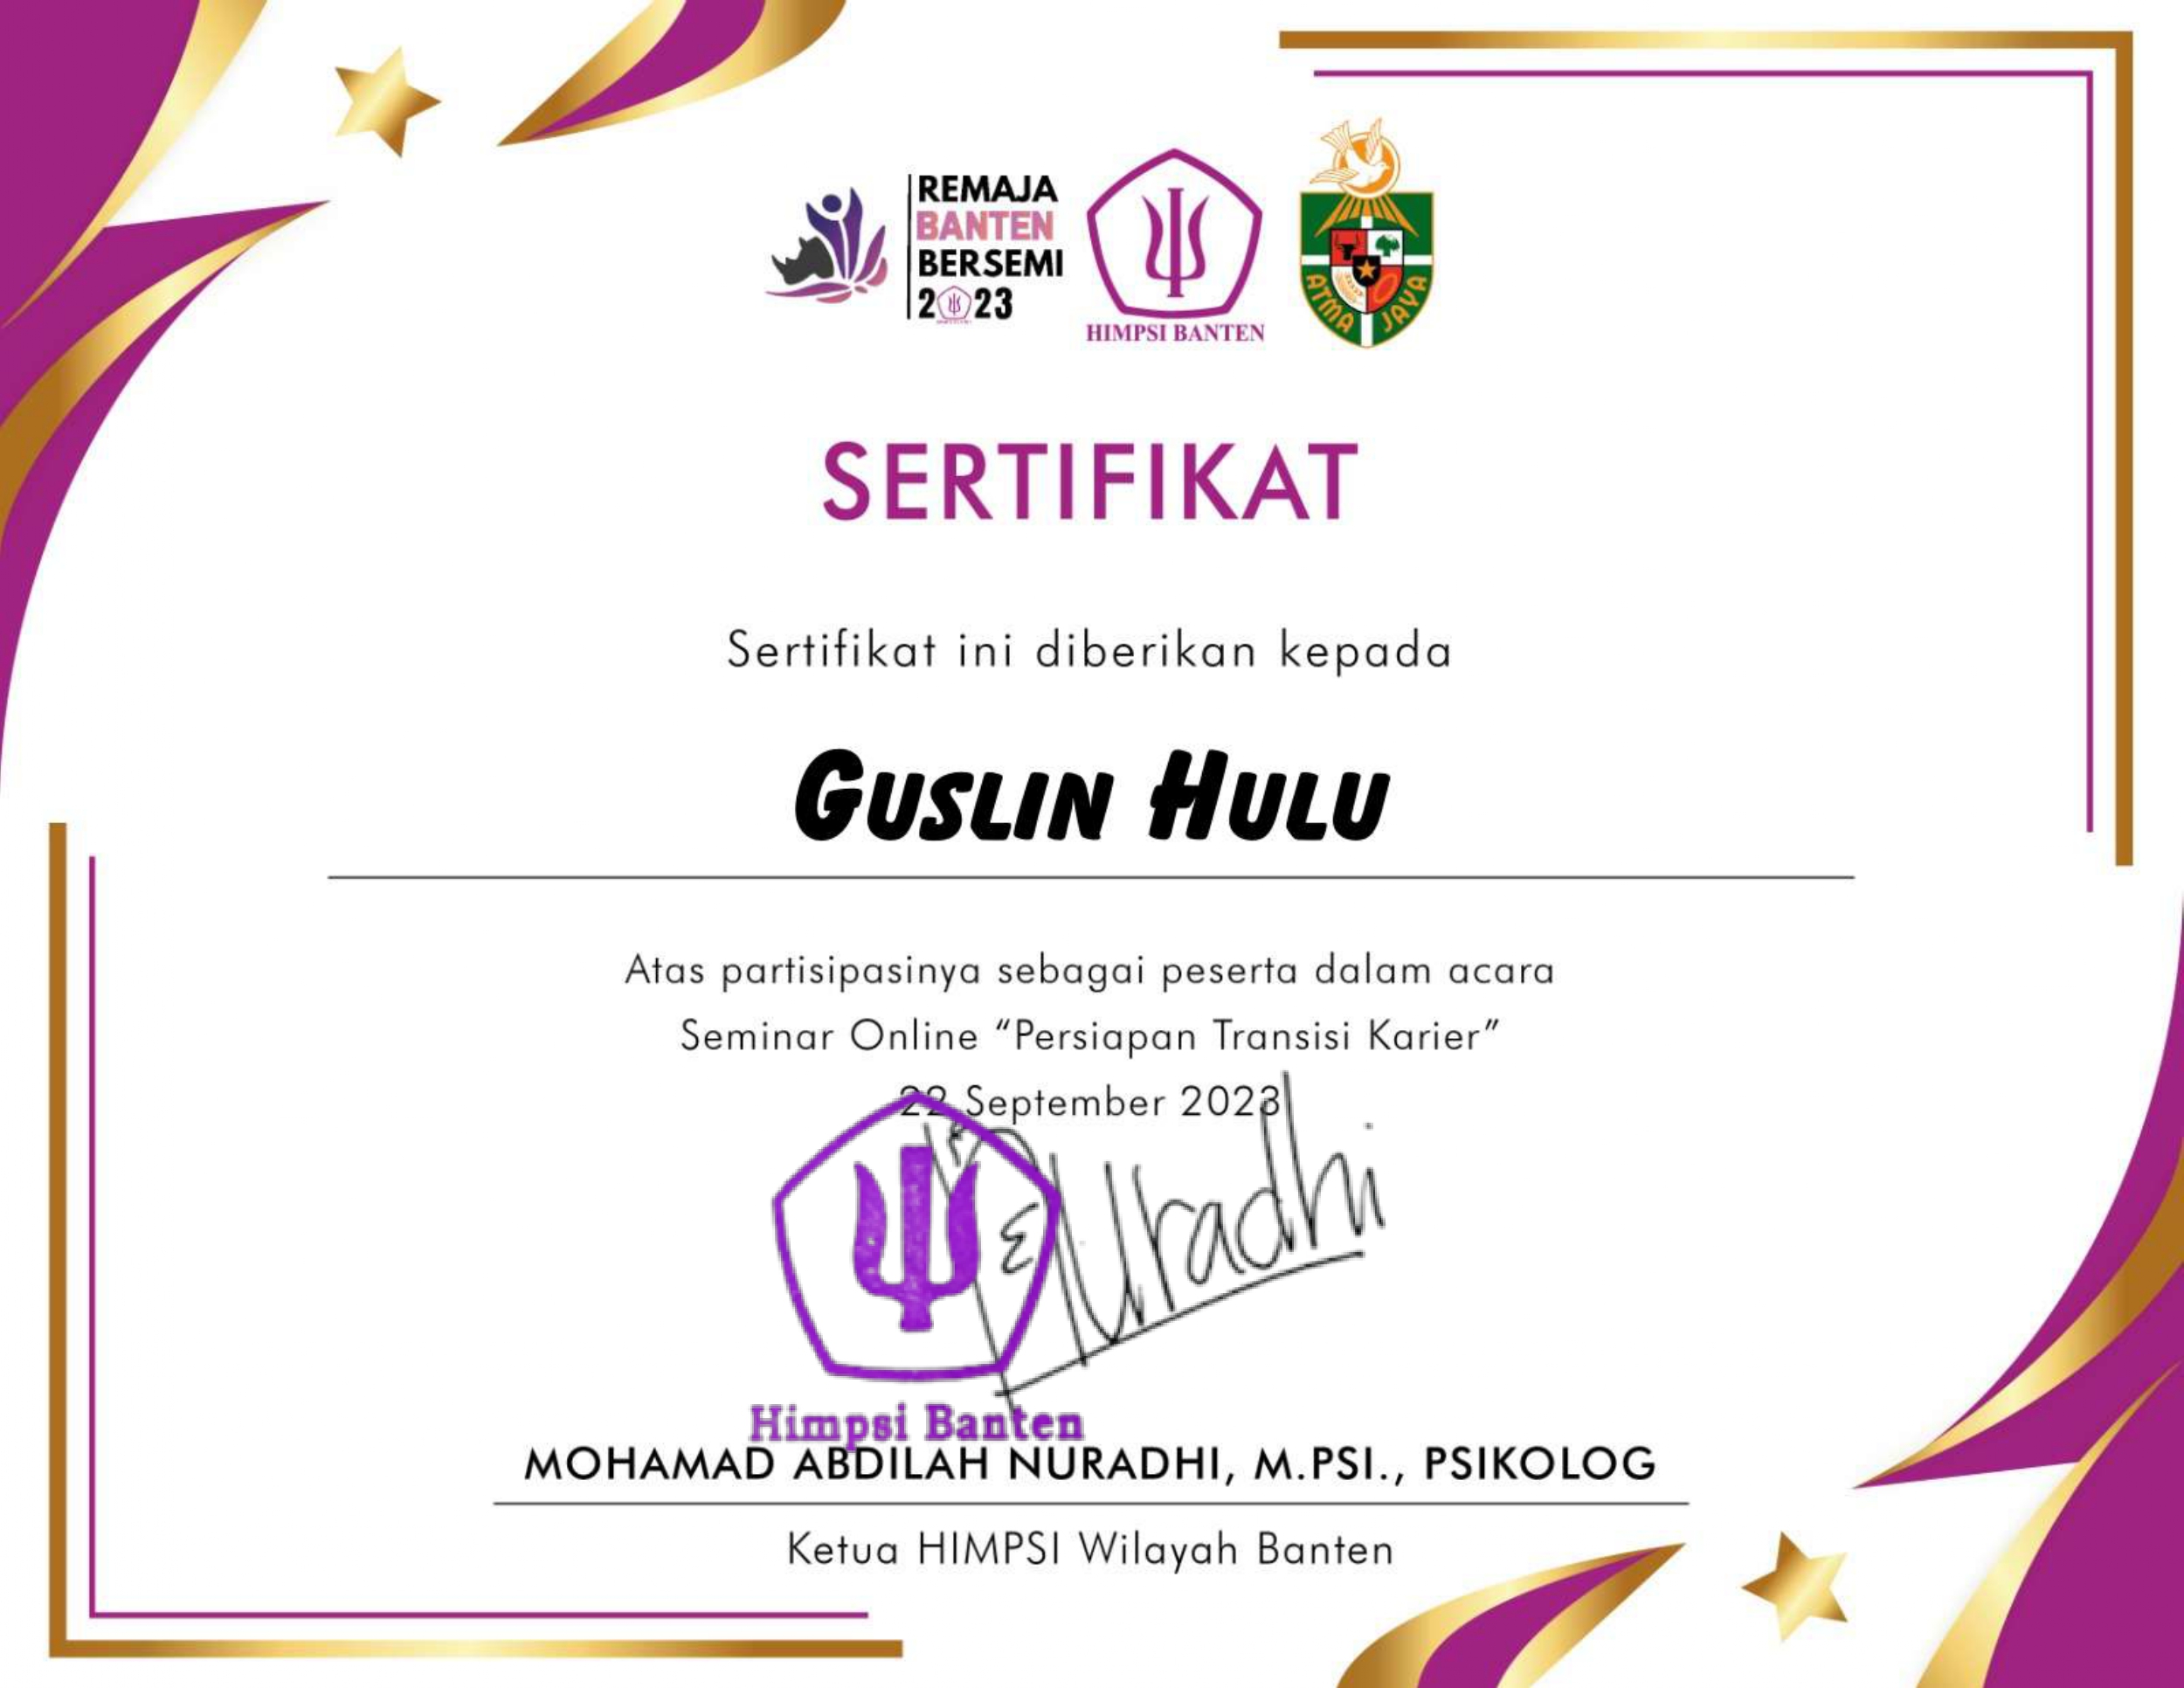 REMAJA
BANTEN
BERSEMI
2023
HIMPSI BANTEN
ATMA JAYA
SERTIFIKAT
Sertifikat ini diberikan kepada
GUSLIN HULU
Atas partisipasinya sebagai peserta dalam acara
Seminar Online “Persiapan Transisi Karier”
22 September 2023
Nuradhi
Himpsi Banten
MOHAMAD ABDILAH NURADHI, M.PSI., PSIKOLOG
Ketua HIMPSI Wilayah Banten